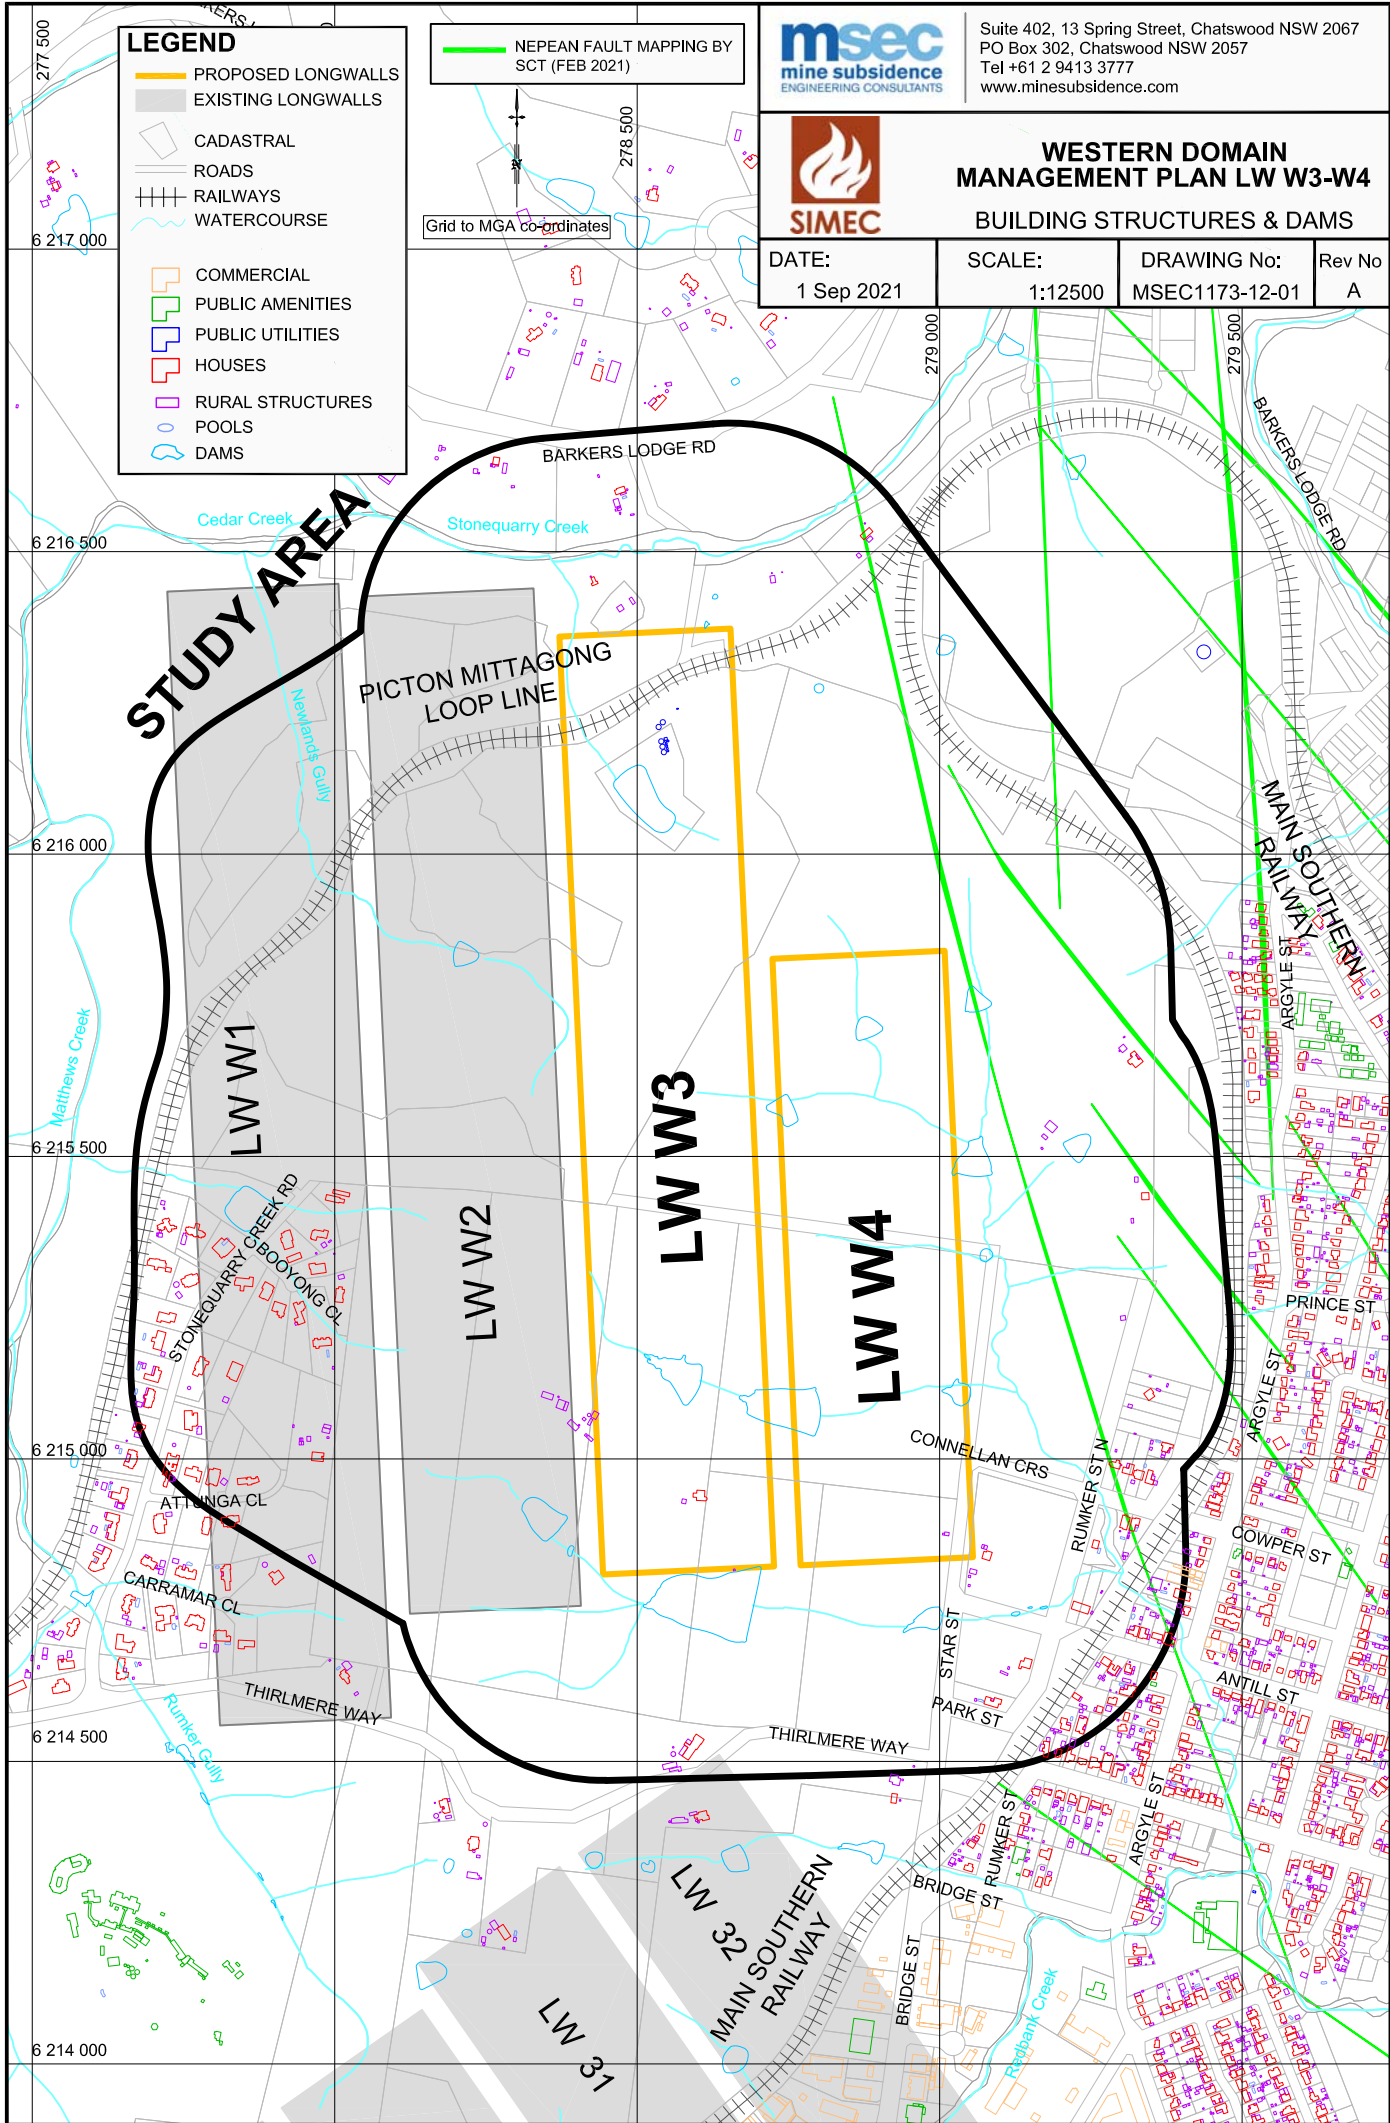 LEGEND
PROPOSED LONGWALLS
EXISTING LONGWALLS
CADASTRAL
ROADS
RAILWAYS
WATERCOURSE
COMMERCIAL
PUBLIC AMENITIES
PUBLIC UTILITIES
HOUSES
RURAL STRUCTURES
POOLS
DAMS
NEPEAN FAULT MAPPING BY
SCT (FEB 2021)
N
Grid to MGA co-ordinates
msec
mine subsidence
ENGINEERING CONSULTANTS
Suite 402, 13 Spring Street, Chatswood NSW 2067
PO Box 302, Chatswood NSW 2057
Tel +61 2 9413 3777
www.minesubsidence.com
SIMEC
WESTERN DOMAIN
MANAGEMENT PLAN LW W3-W4
BUILDING STRUCTURES & DAMS
DATE:
1 Sep 2021
SCALE:
1:12500
DRAWING No:
MSEC1173-12-01
Rev No
A
277 500
278 500
279 000
279 500
6 217 000
6 216 500
6 216 000
6 215 500
6 215 000
6 214 500
6 214 000
BARKERS LODGE RD
BARKERS LODGE RD
Cedar Creek
Stonequarry Creek
STUDY AREA
PICTON MITTAGONG
LOOP LINE
Newlands Gully
MAIN SOUTHERN
RAILWAY
ARGYLE ST
Matthews Creek
LW W1
LW W2
LW W3
LW W4
STONEQUARRY CREEK RD
BOOYONG CL
PRINCE ST
ARGYLE ST
CONNELLAN CRS
RUMKER ST N
ATTUNGA CL
COWPER ST
CARRAMAR CL
STAR ST
ANTILL ST
PARK ST
Rumker Gully
THIRLMERE WAY
THIRLMERE WAY
RUMKER ST
ARGYLE ST
BRIDGE ST
LW 32
MAIN SOUTHERN
RAILWAY
BRIDGE ST
LW 31
Redbank Creek